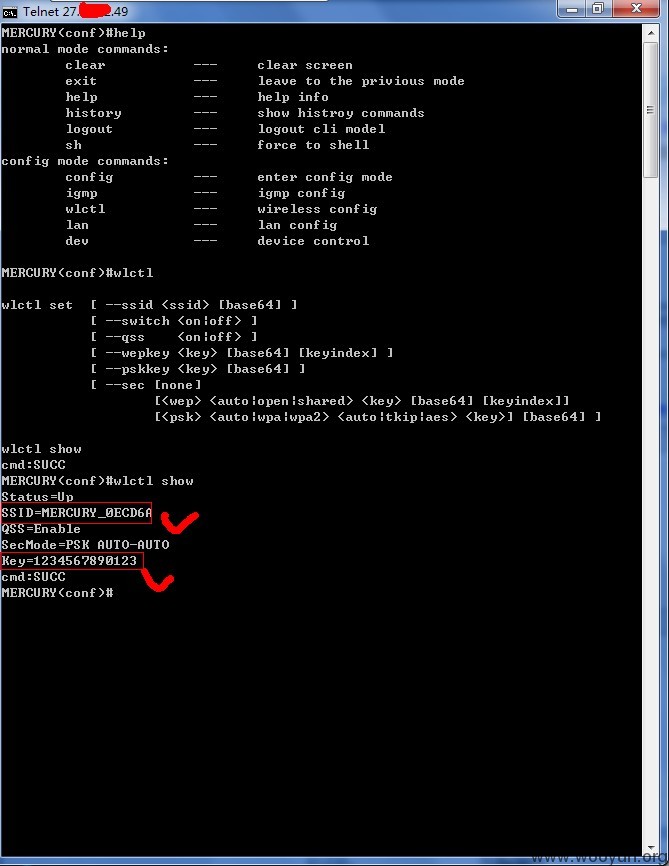 Telnet 27. .49
MERCURY(conf)#help
normal mode commands:
clear --- clear screen
exit --- leave to the privious mode
help --- help info
history --- show histroy commands
logout --- logout cli model
sh --- force to shell
config mode commands:
config --- enter config mode
igmp --- igmp config
wlctl --- wireless config
lan --- lan config
dev --- device control
MERCURY(conf)#wlctl
wlctl set [ --ssid <ssid> [base64] ]
[ --switch <on|off> ]
[ --qss <on|off> ]
[ --wepkey <key> [base64] [keyindex] ]
[ --pskkey <key> [base64] ]
[ --sec [none]
[<wep> <auto|open|shared> <key> [base64] [keyindex]]
[<psk> <auto|wpa|wpa2> <auto|tkip|aes> <key>] [base64] ]
wlctl show
cmd:SUCC
MERCURY(conf)#wlctl show
Status=Up
SSID=MERCURY_0ECD6A
QSS=Enable
SecMode=PSK AUTO-AUTO
Key=1234567890123
cmd:SUCC
MERCURY(conf)#
www.wooyun.org